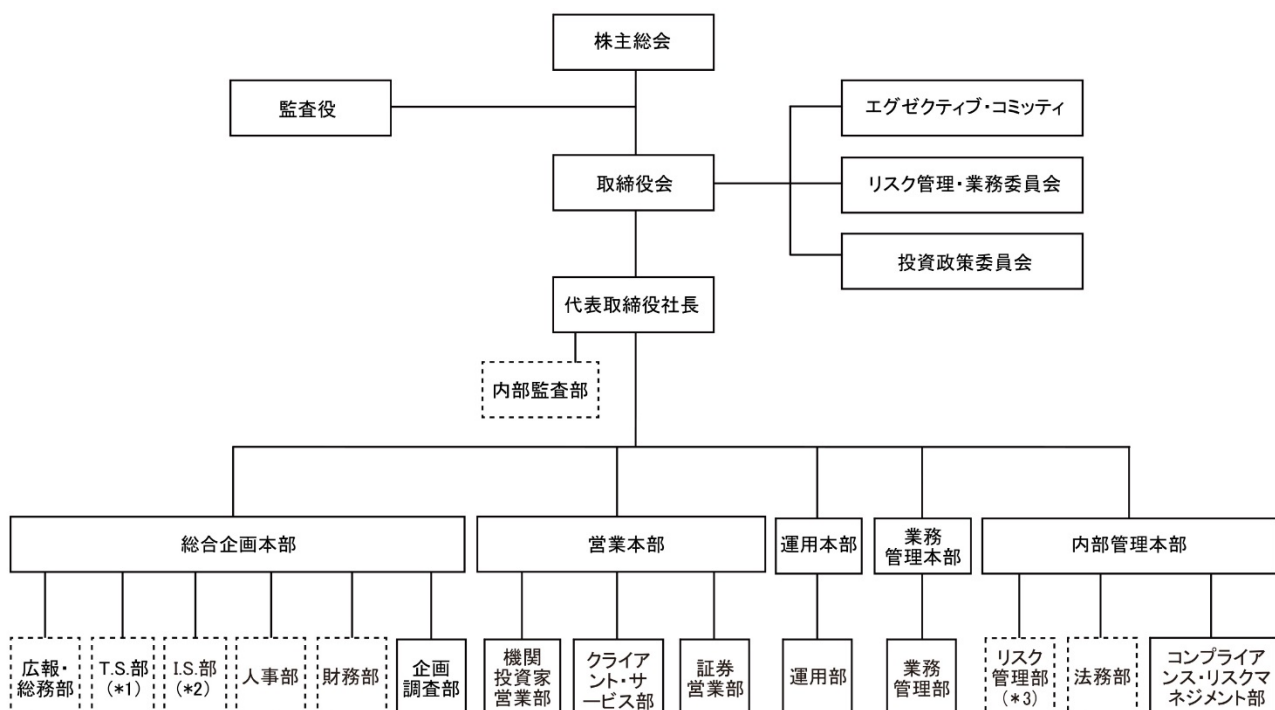 株主総会
監査役
エグゼクティブ・コミッティ
取締役会
リスク管理・業務委員会
投資政策委員会
代表取締役社長
内部監査部
総合企画本部
営業本部
運用本部
業務
管理本部
内部管理本部
広報・
総務部
T.S.部
(*1)
I.S.部
(*2)
人事部
財務部
企画
調査部
機関
投資家
営業部
クライア
ント・サ
ービス部
証券
営業部
運用部
業務
管理部
リスク
管理部
(*3)
法務部
コンプライア
ンス・リスクマ
ネジメント部